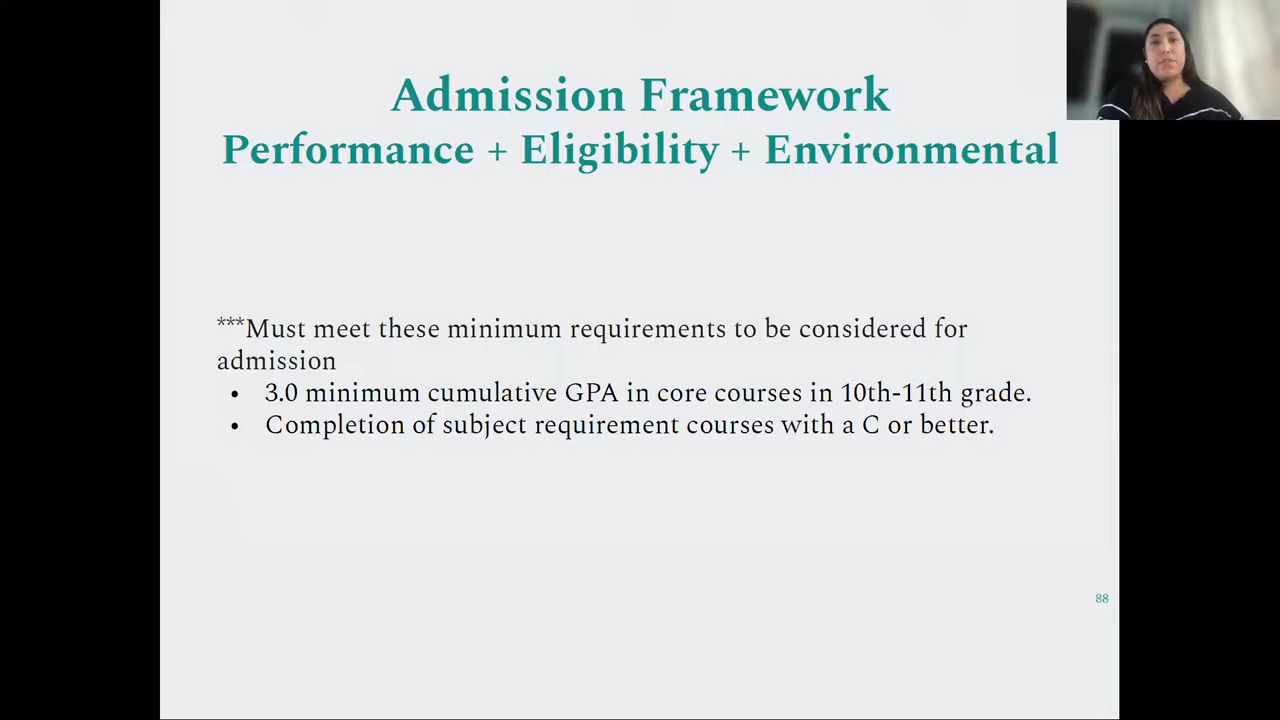 Admission Framework
Performance + Eligibility + Environmental
***Must meet these minimum requirements to be considered for
admission
• 3.0 minimum cumulative GPA in core courses in 10th-11th grade.
• Completion of subject requirement courses with a C or better.
88